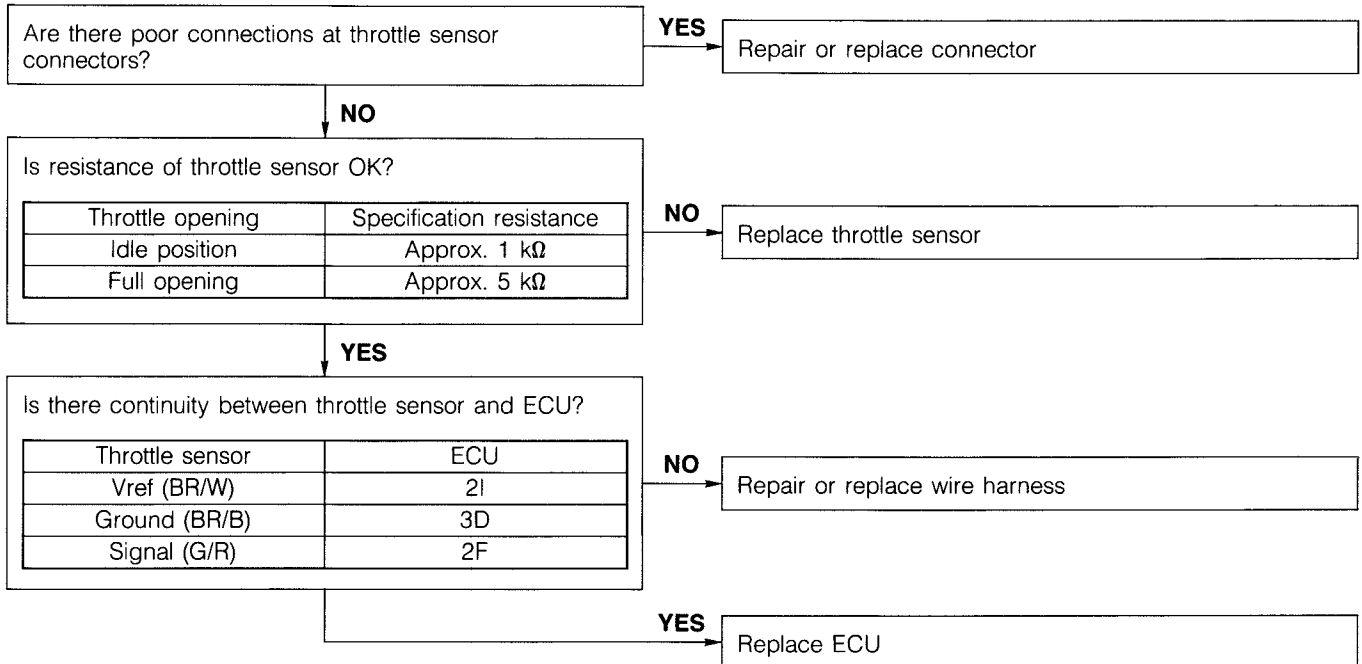 Are there poor connections at throttle sensor
connectors?
YES
Repair or replace connector
NO
Is resistance of throttle sensor OK?
Throttle opening Specification resistance
Idle position Approx. 1 kΩ
Full opening Approx. 5 kΩ
NO
Replace throttle sensor
YES
Is there continuity between throttle sensor and ECU?
Throttle sensor ECU
Vref (BR/W) 2I
Ground (BR/B) 3D
Signal (G/R) 2F
NO
Repair or replace wire harness
YES
Replace ECU